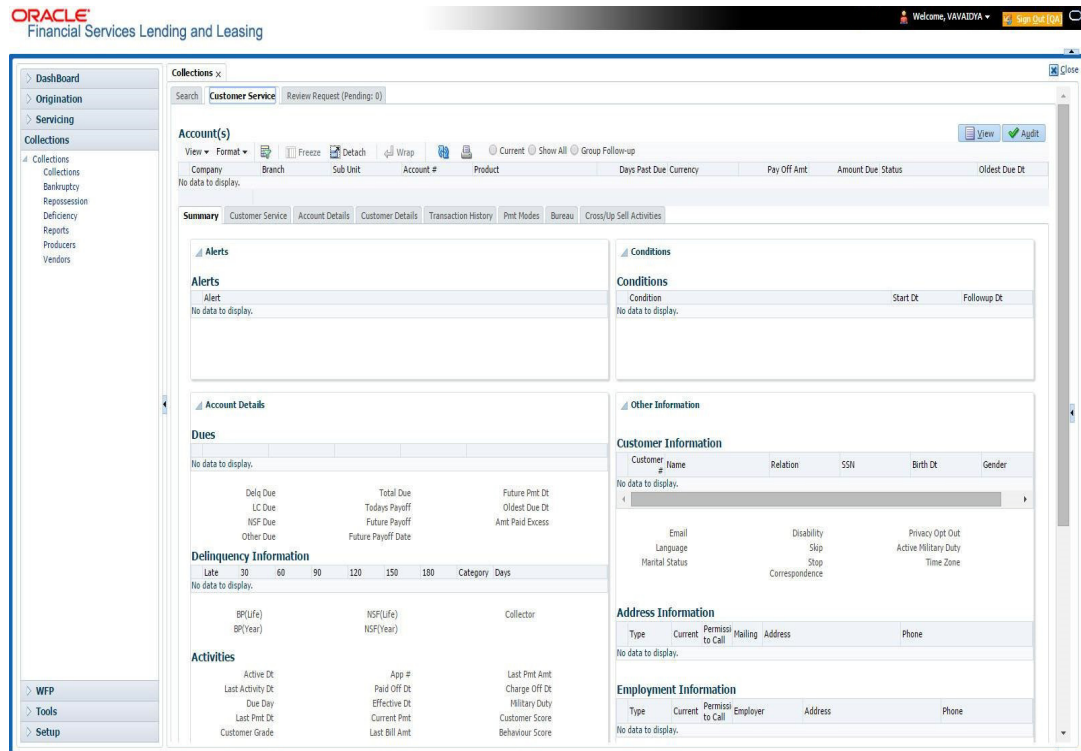 ORACLE
Financial Services Lending and Leasing
Welcome, VAVAIDYA
Sign Out [QA]
Close
DashBoard
Origination
Servicing
Collections
Collections
Collections
Bankruptcy
Repossession
Deficiency
Reports
Producers
Vendors
WFP
Tools
Setup
Collections x
Search Customer Service Review Request (Pending: 0)
Account(s)
View Audit
View Format Freeze Detach Wrap Current Show All Group Follow-up
Company Branch Sub Unit Account # Product Days Past Due Currency Pay Off Amt Amount Due Status Oldest Due Dt
No data to display.
Summary Customer Service Account Details Customer Details Transaction History Pmt Modes Bureau Cross/Up Sell Activities
Alerts
Alerts
Alert
No data to display.
Conditions
Conditions
Condition Start Dt Followup Dt
No data to display.
Account Details
Dues
No data to display.
Delq Due Total Due Future Pmt Dt
LC Due Todays Payoff Oldest Due Dt
NSF Due Future Payoff Amt Paid Excess
Other Due Future Payoff Date
Delinquency Information
Late 30 60 90 120 150 180 Category Days
No data to display.
BP(Life) NSF(Life) Collector
BP(Year) NSF(Year)
Activities
Active Dt App # Last Pmt Amt
Last Activity Dt Paid Off Dt Charge Off Dt
Due Day Effective Dt Military Duty
Last Pmt Dt Current Pmt Customer Score
Customer Grade Last Bill Amt Behaviour Score
Other Information
Customer Information
Customer # Name Relation SSN Birth Dt Gender
No data to display.
Email Disability Privacy Opt Out
Language Skip Active Military Duty
Marital Status Stop Correspondence Time Zone
Address Information
Type Current Permissi to Call Mailing Address Phone
No data to display.
Employment Information
Type Current Permissi to Call Employer Address Phone
No data to display.